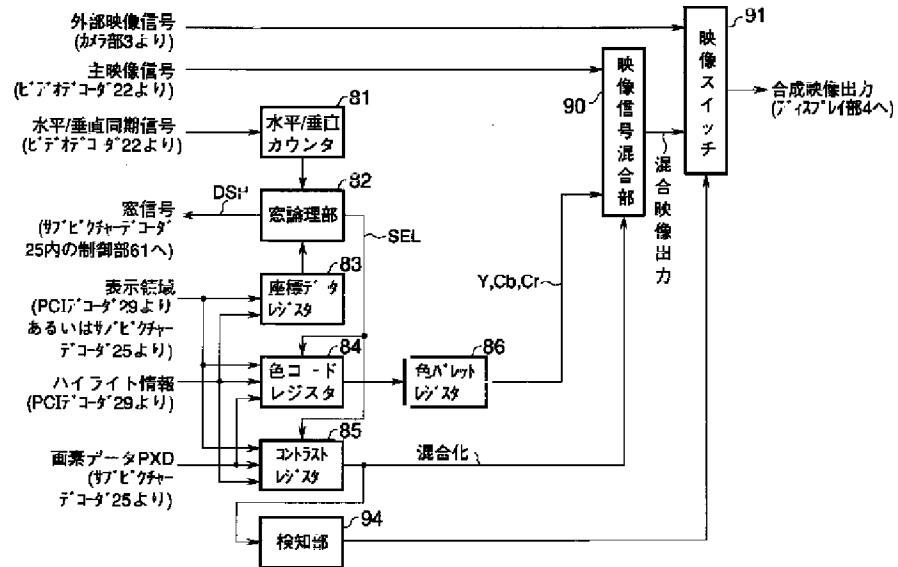 外部映像信号
(カメラ部3より)
主映像信号
(ビデオデコーダ22より)
水平/垂直同期信号
(ビデオデコーダ22より)
窓信号
(サブピクチャーデコーダ
25内の制御部61へ)
表示領域
(PCIデコーダ29より
あるいはサブピクチャー
デコーダ25より)
ハイライト情報
(PCIデコーダ29より)
画素データPXD
(サブピクチャー
デコーダ25より)
DSP
81
水平/垂直
カウンタ
82
窓論理部
SEL
83
座標データ
レジスタ
84
色コード
レジスタ
85
コントラスト
レジスタ
86
色パレット
レジスタ
Y,Cb,Cr
混合化
94
検知部
90
映像信号混合部
混合映像出力
91
映像スイッチ
合成映像出力
(ディスプレイ部4へ)